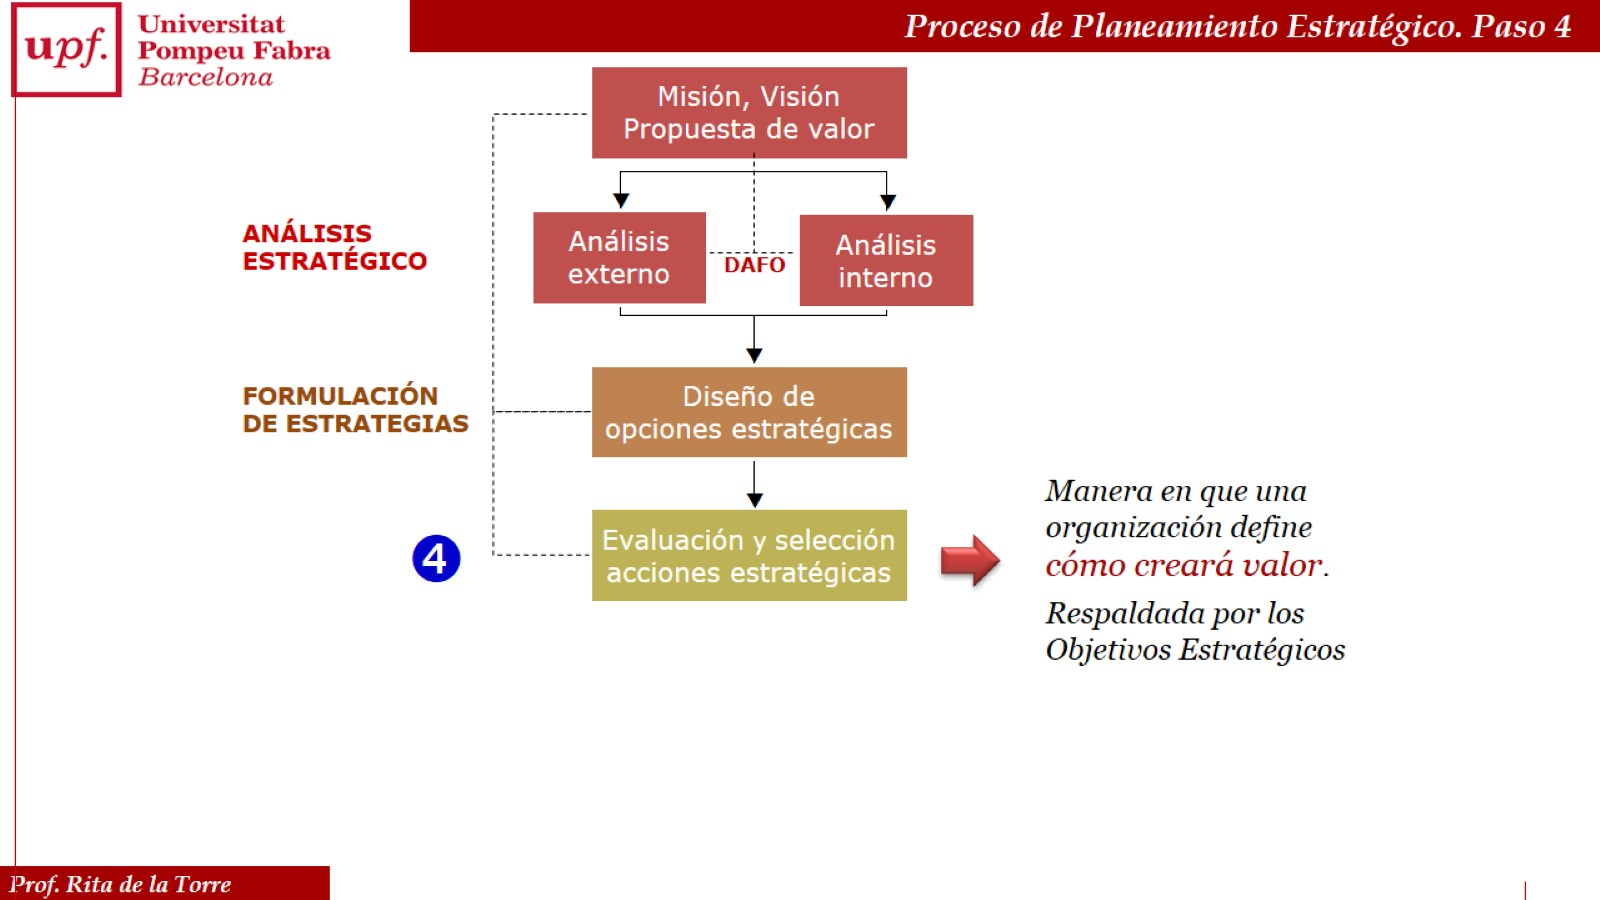 upf.
Universitat
Pompeu Fabra
Barcelona
Proceso de Planeamiento Estratégico. Paso 4
Misión, Visión
Propuesta de valor
ANÁLISIS
ESTRATÉGICO
Análisis
externo
DAFO
Análisis
interno
FORMULACIÓN
DE ESTRATEGIAS
Diseño de
opciones estratégicas
4
Evaluación y selección
acciones estratégicas
Manera en que una
organización define
cómo creará valor.
Respaldada por los
Objetivos Estratégicos
Prof. Rita de la Torre